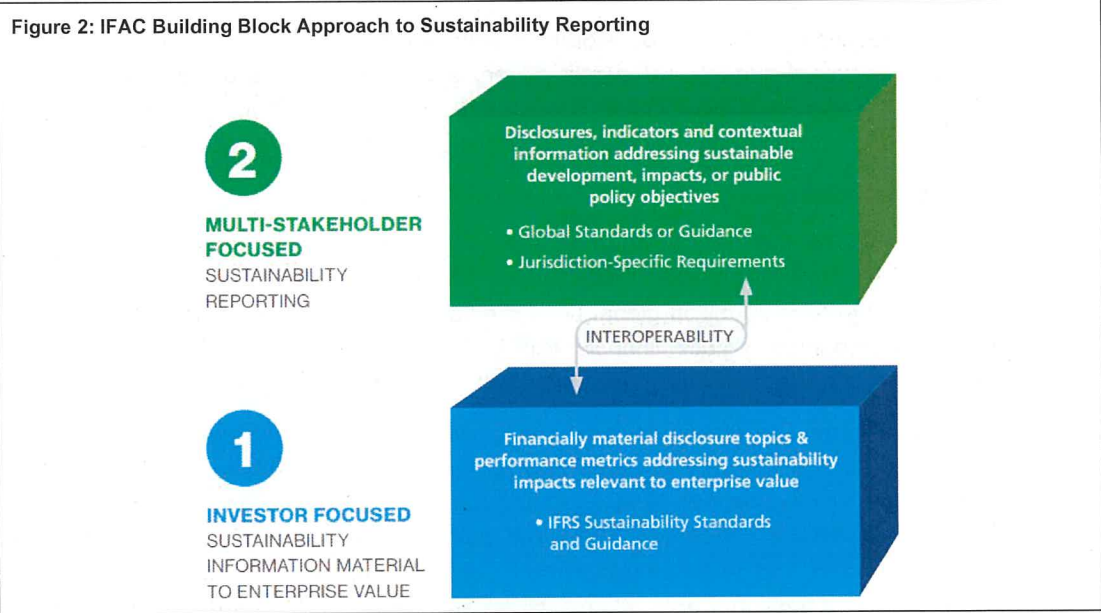 Figure 2: IFAC Building Block Approach to Sustainability Reporting
2
MULTI-STAKEHOLDER
FOCUSED
SUSTAINABILITY
REPORTING
Disclosures, indicators and contextual
information addressing sustainable
development, impacts, or public
policy objectives
• Global Standards or Guidance
• Jurisdiction-Specific Requirements
INTEROPERABILITY
1
INVESTOR FOCUSED
SUSTAINABILITY
INFORMATION MATERIAL
TO ENTERPRISE VALUE
Financially material disclosure topics &
performance metrics addressing sustainability
impacts relevant to enterprise value
• IFRS Sustainability Standards
and Guidance